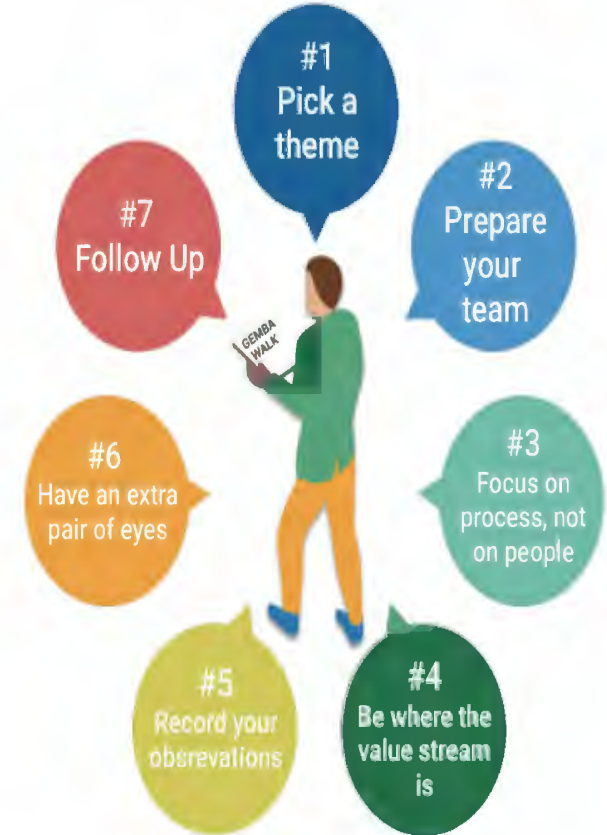 #1
Pick a
theme
#2
Prepare
your
team
#3
Focus on
process, not
on people
#4
Be where the
value stream
is
#5
Record your
obsrevations
#6
Have an extra
pair of eyes
#7
Follow Up
GEMBA
WALK